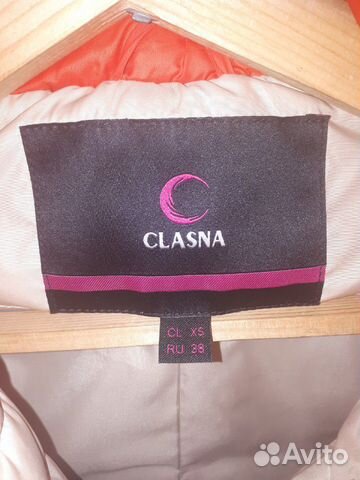 CLASNA
CL XS
RU 38
Avito